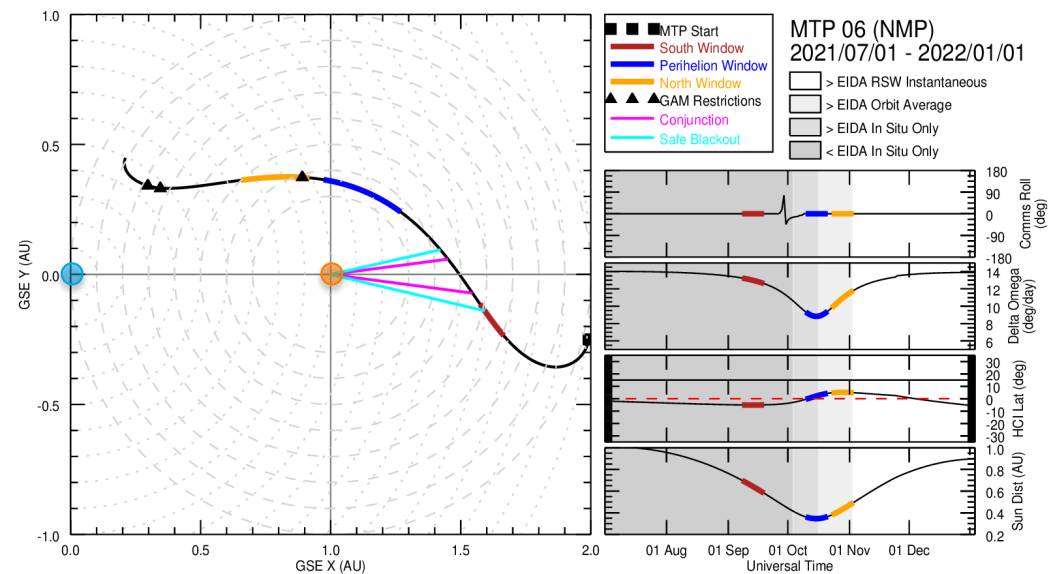 1.0
0.5
0.0
-0.5
-1.0
GSE Y (AU)
0.0
0.5
1.0
1.5
2.0
GSE X (AU)
MTP Start
South Window
Perihelion Window
North Window
GAM Restrictions
Conjunction
Safe Blackout
MTP 06 (NMP)
2021/07/01 - 2022/01/01
> EIDA RSW Instantaneous
> EIDA Orbit Average
> EIDA In Situ Only
< EIDA In Situ Only
180
90
0
-90
-180
Comms Roll
(deg)
14
12
10
8
6
Delta Omega
(deg/day)
30
20
10
0
-10
-20
-30
HCI Lat (deg)
1.0
0.8
0.6
0.4
0.2
Sun Dist (AU)
01 Aug
01 Sep
01 Oct
01 Nov
01 Dec
Universal Time